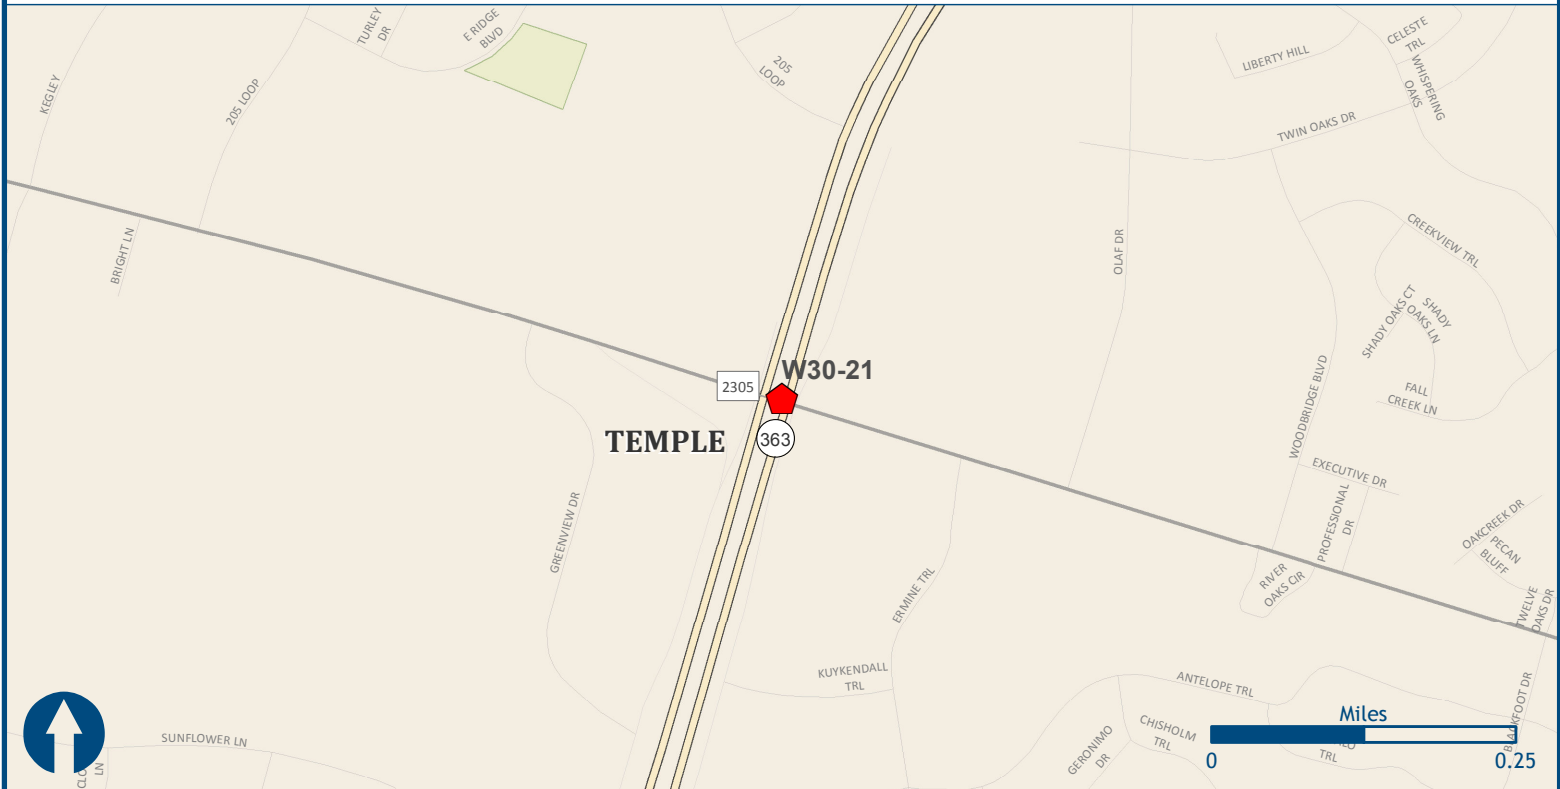 TURLEY
DR
E RIDGE
BLVD
KEGLEY
205 LOOP
205
LOOP
LIBERTY HILL
CELESTE
TRL
WHISPERING
OAKS
TWIN OAKS DR
BRIGHT LN
OLAF DR
CREEKVIEW TRL
SHADY OAKS CT
SHADY
OAKS LN
W30-21
2305
TEMPLE
363
WOODBRIDGE BLVD
FALL
CREEK LN
EXECUTIVE DR
PROFESSIONAL
DR
GREENVIEW DR
OAKCREEK DR
PECAN
BLUFF
RIVER
OAKS CIR
TWELVE
OAKS DR
ERMINE TRL
KUYKENDALL
TRL
ANTELOPE TRL
BLACKFOOT DR
CHISHOLM
TRL
GERONIMO
DR
TRL
Miles
0
0.25
SUNFLOWER LN
CLO
LN